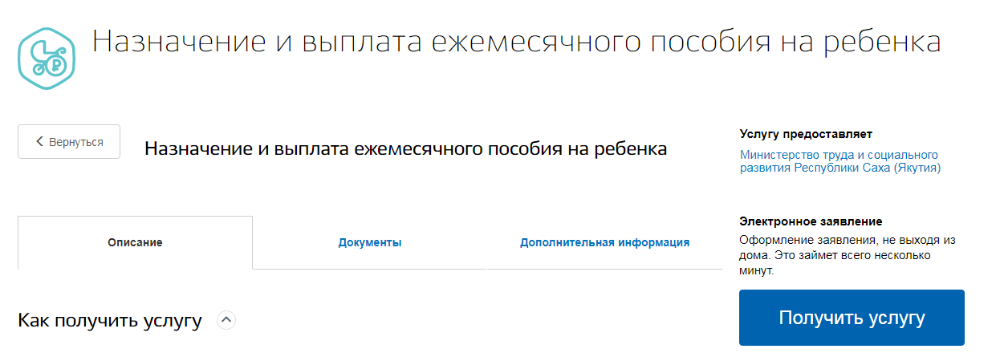 Назначение и выплата ежемесячного пособия на ребенка
Вернуться
Назначение и выплата ежемесячного пособия на ребенка
Услугу предоставляет
Министерство труда и социального
развития Республики Саха (Якутия)
Описание
Документы
Дополнительная информация
Электронное заявление
Оформление заявления, не выходя из
дома. Это займет всего несколько
минут.
Как получить услугу
Получить услугу